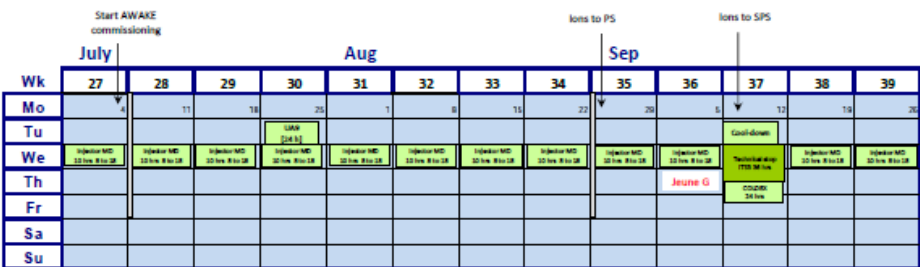 Start AWAKE
commissioning
Ions to PS
Ions to SPS
July
Aug
Sep
Wk 27 28 29 30 31 32 33 34 35 36 37 38 39
Mo 4 11 18 25 1 8 15 22 29 5 12 19 26
Tu
UA9
[24 h]
Cool-down
We
Injector MD Injector MD Injector MD Injector MD Injector MD Injector MD Injector MD Injector MD Injector MD Injector MD Technical stop Injector MD Injector MD
10 hrs 8 to 18 10 hrs 8 to 18 10 hrs 8 to 18 10 hrs 8 to 18 10 hrs 8 to 18 10 hrs 8 to 18 10 hrs 8 to 18 10 hrs 8 to 18 10 hrs 8 to 18 10 hrs 8 to 18 10 hrs 8 to 18 10 hrs 8 to 18
Th
Jeune G
24 hrs
Fr
Sa
Su